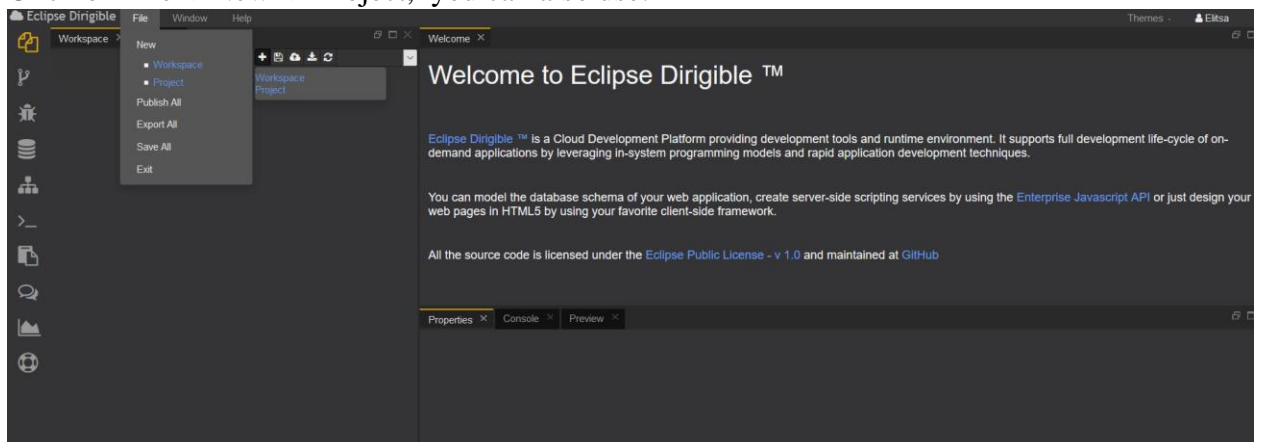 Eclipse Dirigible File Window Help Themes Elitsa
Workspace
Welcome
New
Workspace
Project
Publish All
Export All
Save All
Exit
Workspace
Project
Welcome to Eclipse Dirigible ™
Eclipse Dirigible ™ is a Cloud Development Platform providing development tools and runtime environment. It supports full development life-cycle of on-
demand applications by leveraging in-system programming models and rapid application development techniques.
You can model the database schema of your web application, create server-side scripting services by using the Enterprise Javascript API or just design your
web pages in HTML5 by using your favorite client-side framework.
All the source code is licensed under the Eclipse Public License - v 1.0 and maintained at GitHub
Properties Console Preview